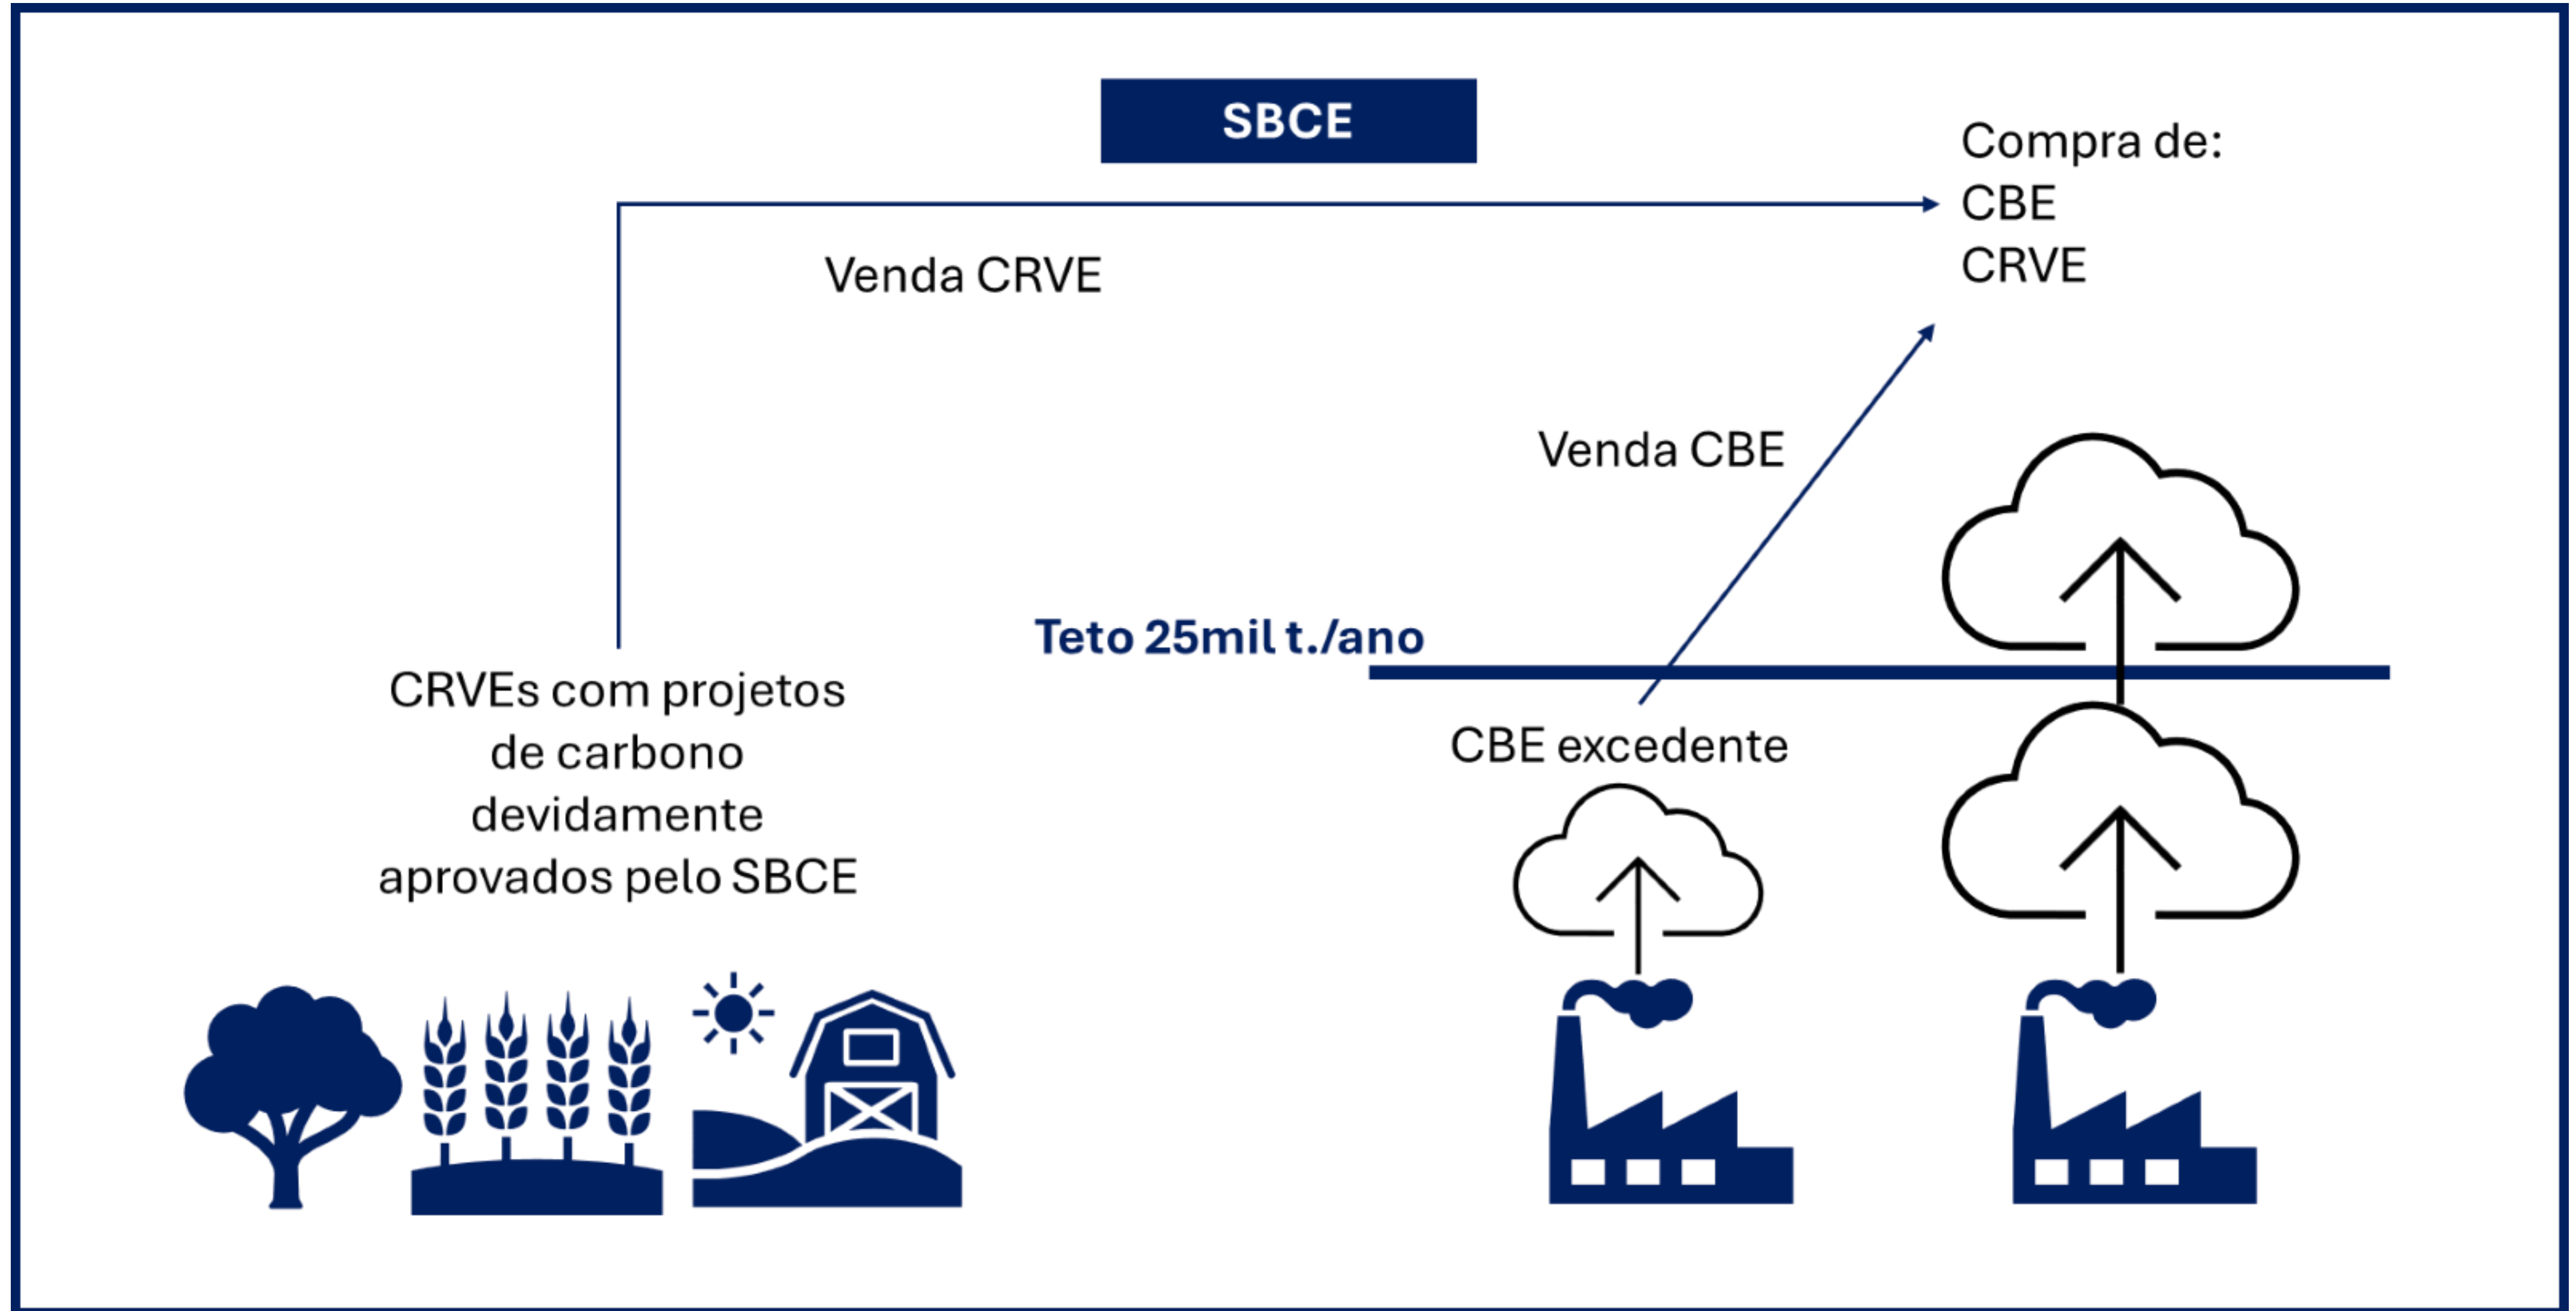 SBCE
Compra de:
CBE
CRVE
Venda CRVE
Venda CBE
Teto 25mil t./ano
CRVEs com projetos
de carbono
devidamente
aprovados pelo SBCE
CBE excedente